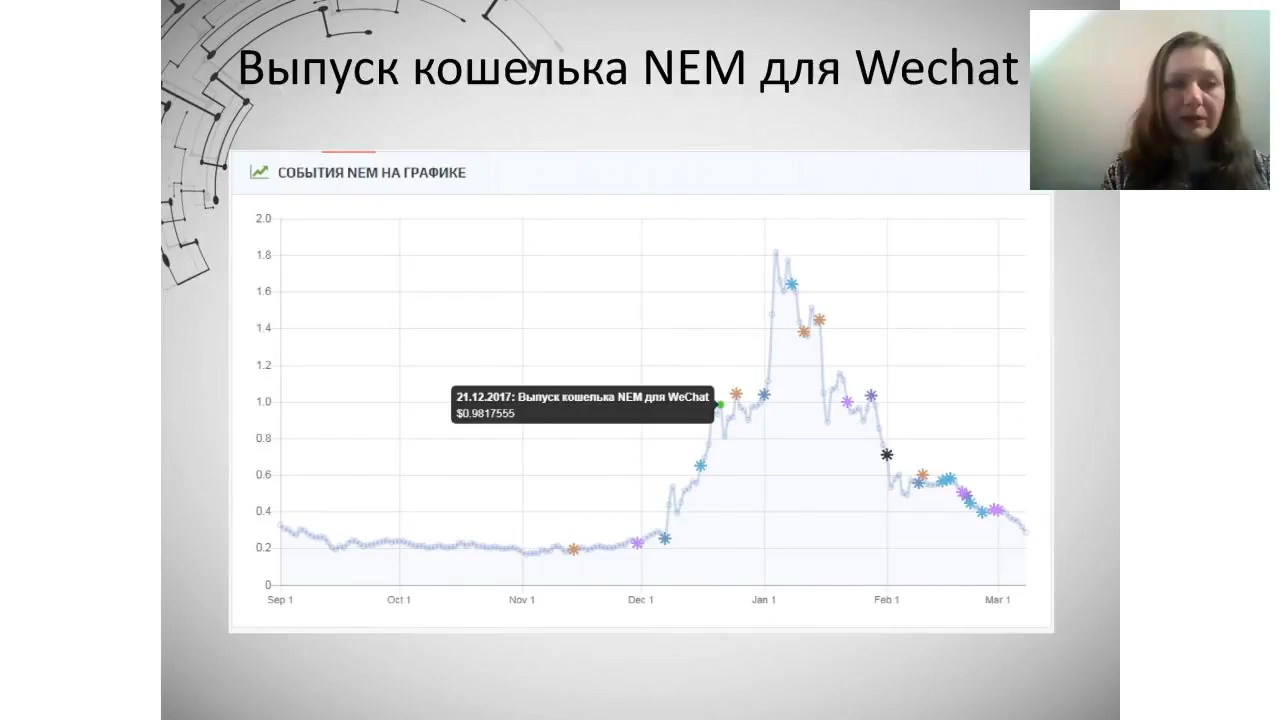 Выпуск кошелька NEM для Wechat
СОБЫТИЯ NEM НА ГРАФИКЕ
2.0
1.8
1.6
1.4
1.2
1.0
0.8
0.6
0.4
0.2
0
21.12.2017: Выпуск кошелька NEM для WeChat
$0.9817555
Sep 1
Oct 1
Nov 1
Dec 1
Jan 1
Feb 1
Mar 1